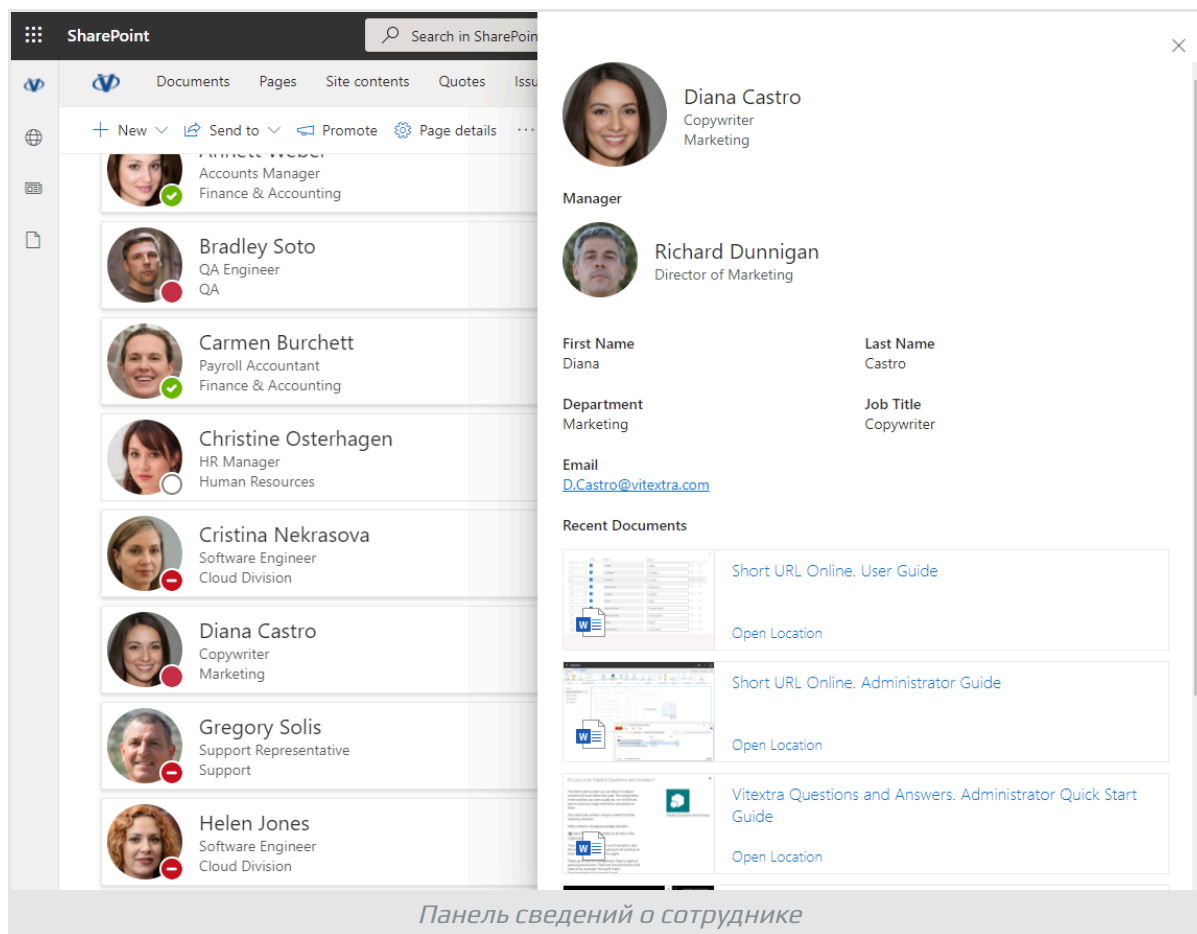 SharePoint
Search in SharePoin
Documents Pages Site contents Quotes Issu
New Send to Promote Page details ...
Annett Weber
Accounts Manager
Finance & Accounting
Bradley Soto
QA Engineer
QA
Carmen Burchett
Payroll Accountant
Finance & Accounting
Christine Osterhagen
HR Manager
Human Resources
Cristina Nekrasova
Software Engineer
Cloud Division
Diana Castro
Copywriter
Marketing
Gregory Solis
Support Representative
Support
Helen Jones
Software Engineer
Cloud Division
Diana Castro
Copywriter
Marketing
Manager
Richard Dunnigan
Director of Marketing
First Name Last Name
Diana Castro
Department Job Title
Marketing Copywriter
Email
D.Castro@vitextra.com
Recent Documents
Short URL Online. User Guide
Open Location
Short URL Online. Administrator Guide
Open Location
Vitextra Questions and Answers. Administrator Quick Start
Guide
Open Location
Панель сведений о сотруднике